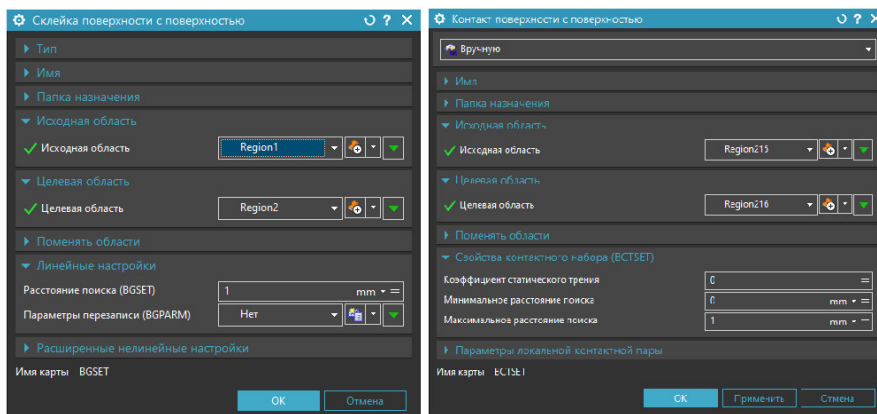 Склейка поверхности с поверхностью
Тип
Имя
Папка назначения
Исходная область
Исходная область Region1
Целевая область
Целевая область Region2
Поменять области
Линейные настройки
Расстояние поиска (BGSET) 1 mm
Параметры перезаписи (BGPARM) Нет
Расширенные нелинейные настройки
Имя карты BGSET
OK Отмена
Контакт поверхности с поверхностью
Вручную
Имя
Папка назначения
Исходная область
Исходная область Region215
Целевая область
Целевая область Region216
Поменять области
Свойства контактного набора (BCTSET)
Коэффициент статического трения 0
Минимальное расстояние поиска 0 mm
Максимальное расстояние поиска 1 mm
Параметры локальной контактной пары
Имя карты BCTSET
OK Применить Отмена